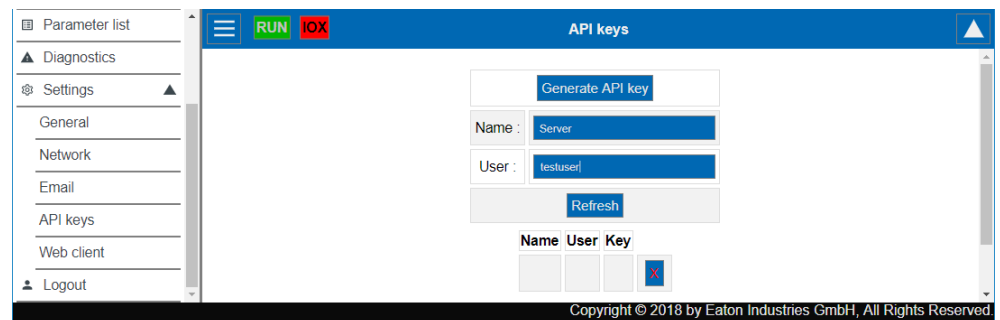 Parameter list
Diagnostics
Settings
General
Network
Email
API keys
Web client
Logout
RUN IOX API keys
Generate API key
Name : Server
User : testuser
Refresh
Name User Key
X
Copyright © 2018 by Eaton Industries GmbH, All Rights Reserved.